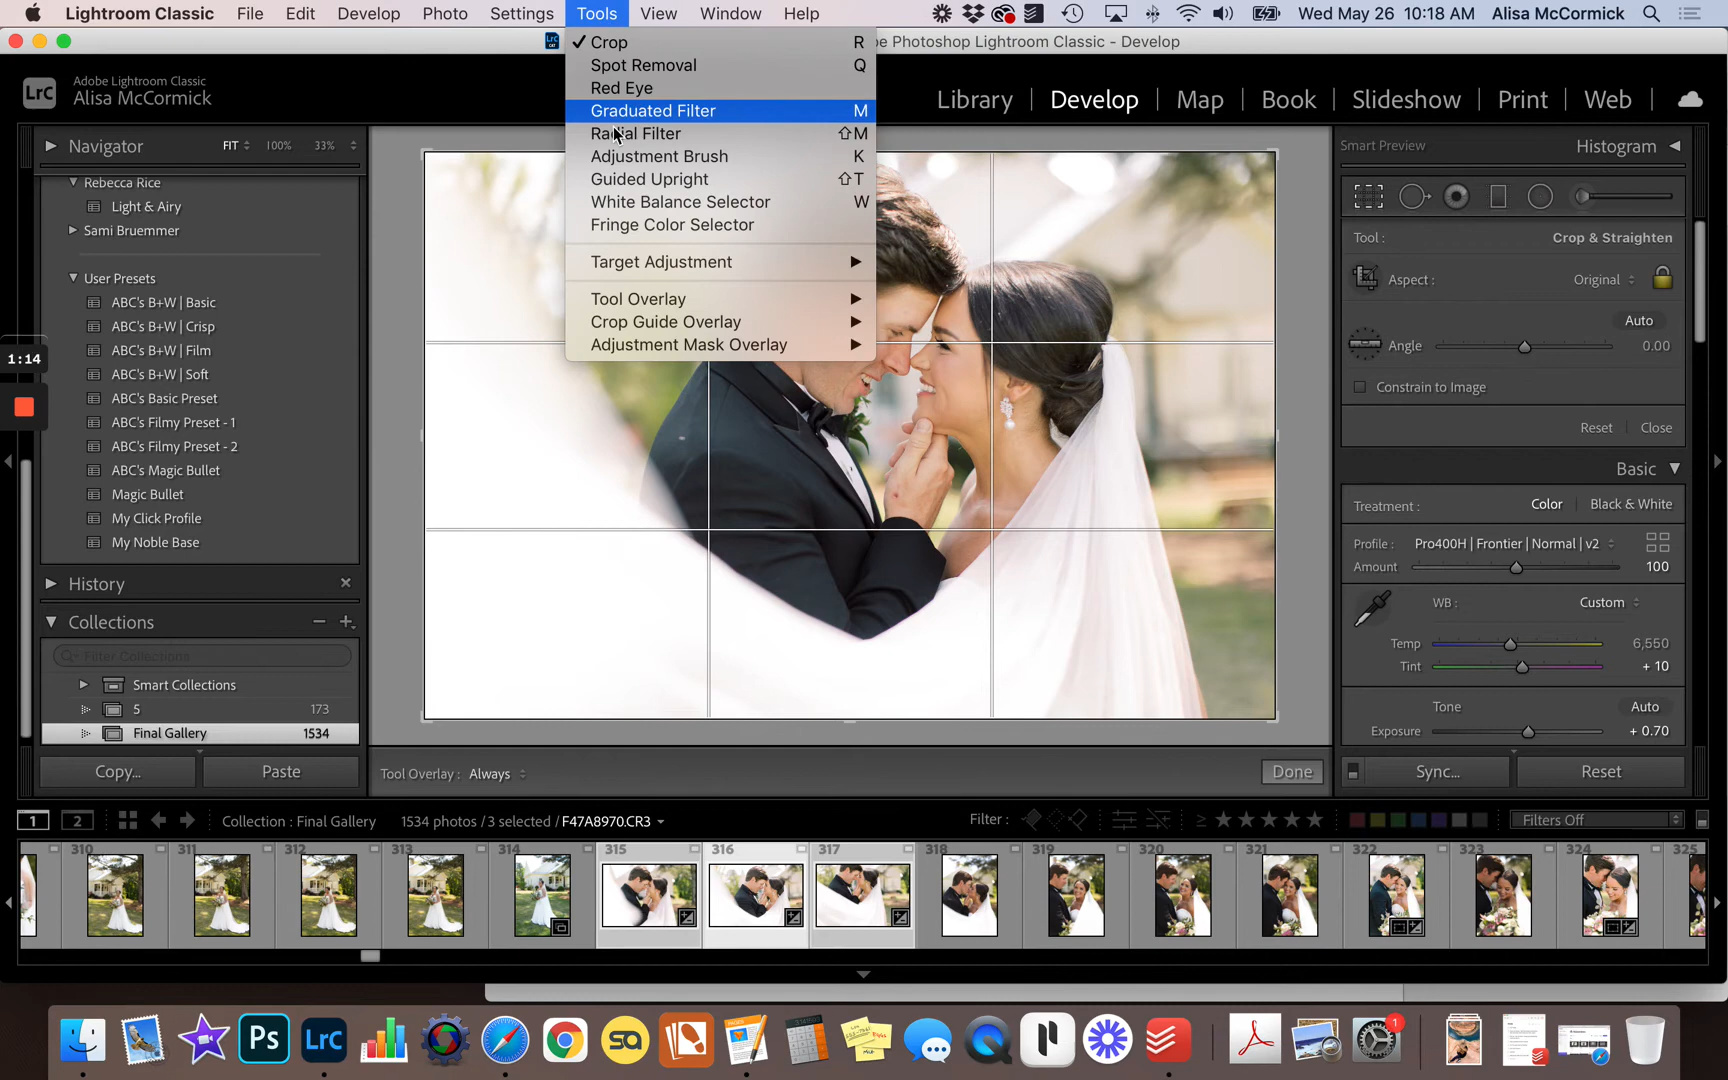 Lightroom Classic File Edit Develop Photo Settings Tools View Window Help Wed May 26 10:18 AM Alisa McCormick
be Photoshop Lightroom Classic - Develop
LrC
Adobe Lightroom Classic
Alisa McCormick
Library Develop Map Book Slideshow Print Web
Crop R
Spot Removal Q
Red Eye
Graduated Filter M
Radial Filter ⇧M
Adjustment Brush K
Guided Upright ⇧T
White Balance Selector W
Fringe Color Selector
Target Adjustment
Tool Overlay
Crop Guide Overlay
Adjustment Mask Overlay
Navigator FIT 100% 33%
Rebecca Rice
Light & Airy
Sami Bruemmer
User Presets
ABC's B+W | Basic
ABC's B+W | Crisp
ABC's B+W | Film
ABC's B+W | Soft
ABC's Basic Preset
ABC's Filmy Preset - 1
ABC's Filmy Preset - 2
ABC's Magic Bullet
Magic Bullet
My Click Profile
My Noble Base
1:14
History
Collections
Filter Collections
Smart Collections
5 173
Final Gallery 1534
Copy... Paste
Tool Overlay : Always Done
Smart Preview Histogram
Tool : Crop & Straighten
Aspect : Original
Auto
Angle 0.00
Constrain to Image
Reset Close
Basic
Treatment : Color Black & White
Profile : Pro400H | Frontier | Normal | v2
Amount 100
WB : Custom
Temp 6,550
Tint + 10
Tone Auto
Exposure + 0.70
Sync... Reset
1 2 Collection : Final Gallery 1534 photos / 3 selected / F47A8970.CR3 Filter : Filters Off
310 311 312 313 314 315 316 317 318 319 320 321 322 323 324 325
Ps LrC sa 1